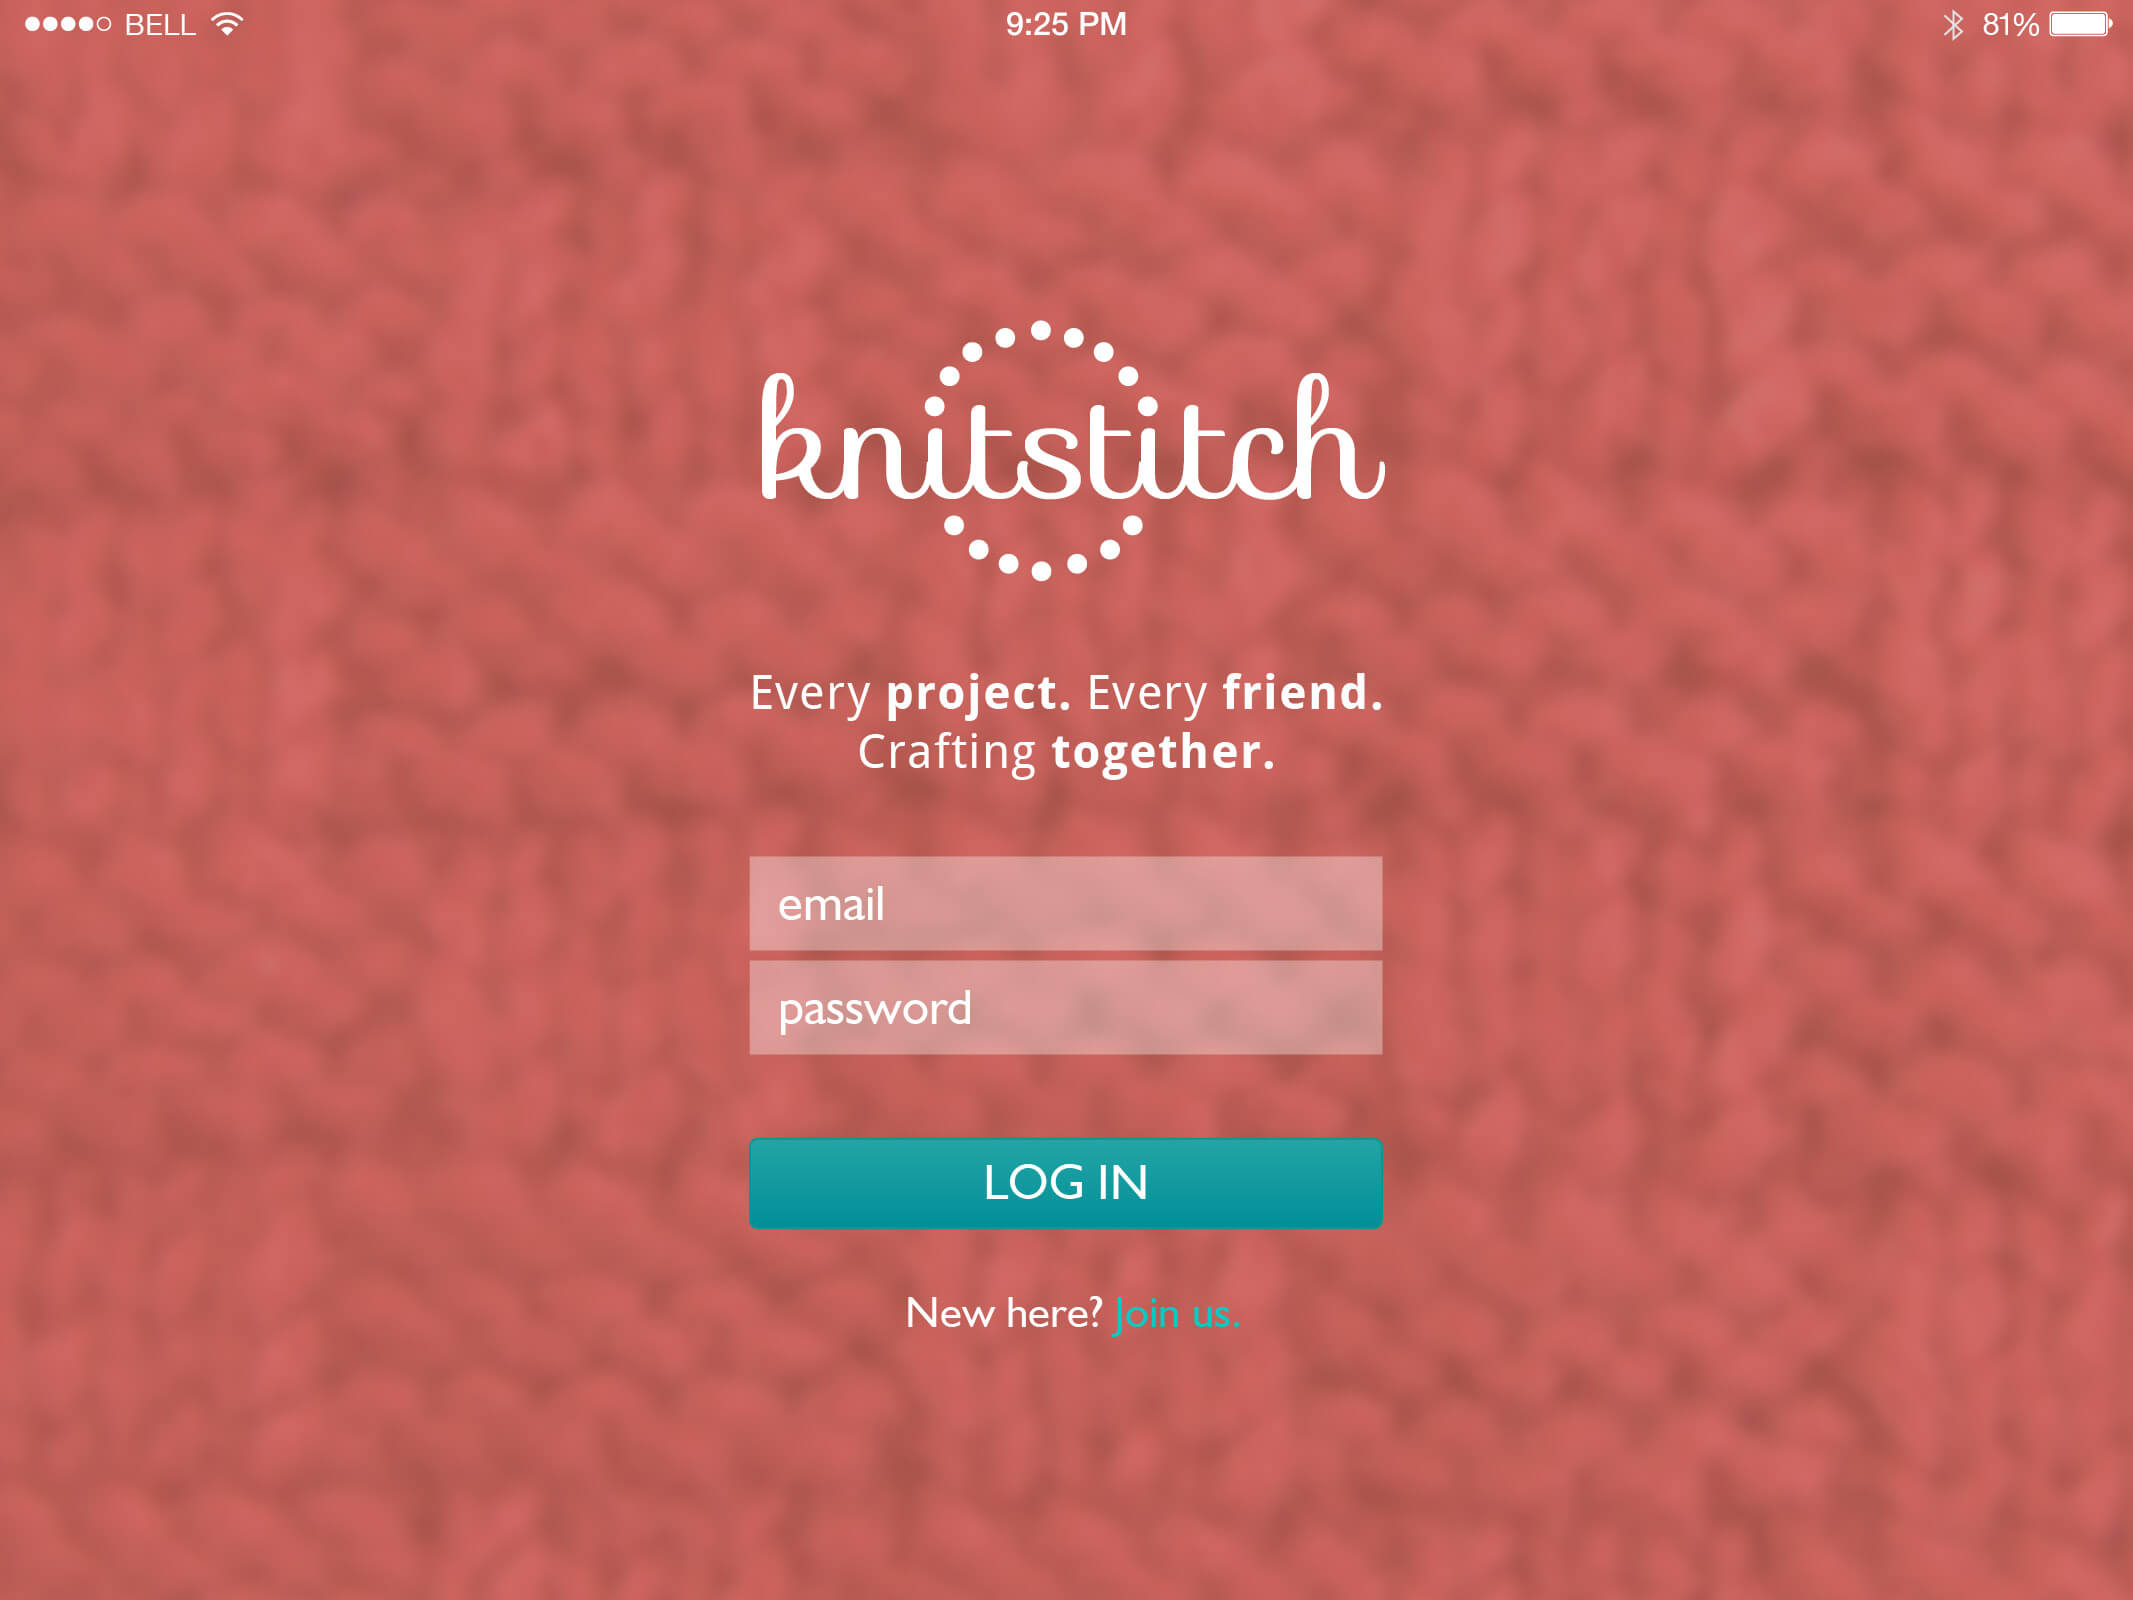 BELL 9:25 PM 81%
knitstitch
Every project. Every friend.
Crafting together.
email
password
LOG IN
New here? Join us.